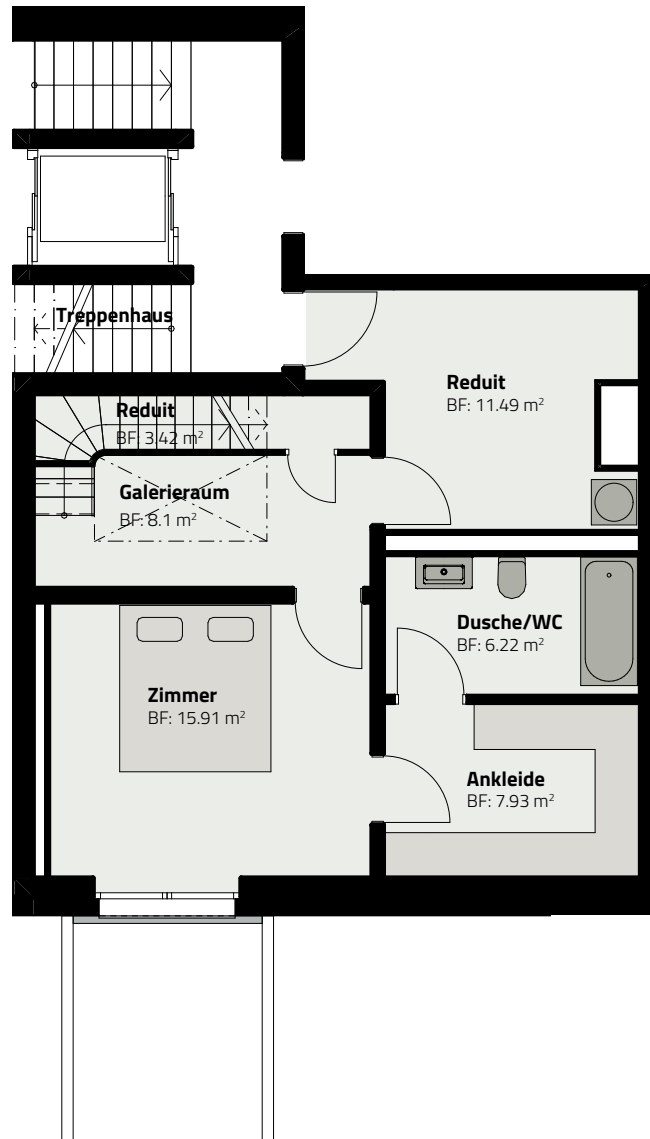 Treppenhaus
Reduit
BF: 11.49 m²
Reduit
BF: 3.42 m²
Galerieraum
BF: 8.1 m²
Dusche/WC
BF: 6.22 m²
Zimmer
BF: 15.91 m²
Ankleide
BF: 7.93 m²